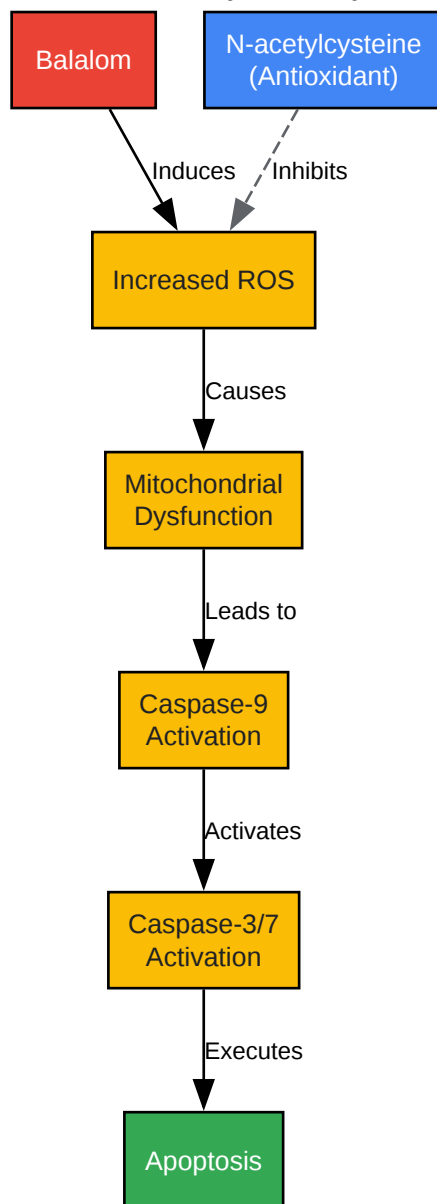 Balalom
N-acetylcysteine
(Antioxidant)
Induces
Inhibits
Increased ROS
Causes
Mitochondrial
Dysfunction
Leads to
Caspase-9
Activation
Activates
Caspase-3/7
Activation
Executes
Apoptosis